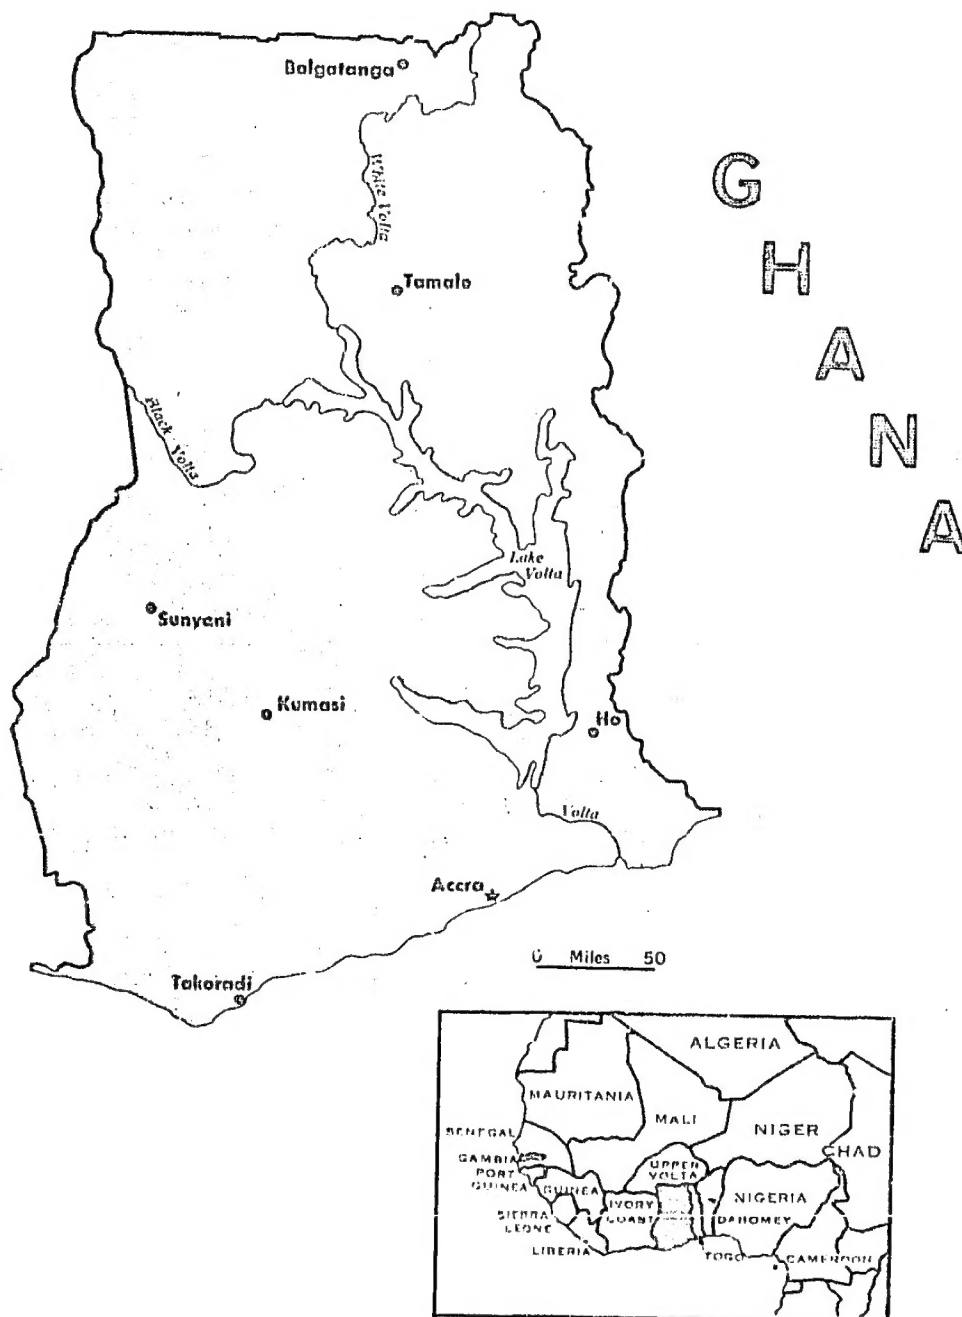 Bolgatanga
White Volta
G
H
A
N
A
Tamale
Black Volta
Lake
Volta
Sunyani
Kumasi
Ho
Volta
Accra
0 Miles 50
Takoradi
ALGERIA
MAURITANIA
MALI
NIGER
CHAD
SENEGAL
GAMBIA
PORT
GUINEA
GUINEA
UPPER
VOLTA
IVORY
COAST
NIGERIA
DAHOMEY
SIERRA
LEONE
LIBERIA
TOGO
CAMEROON